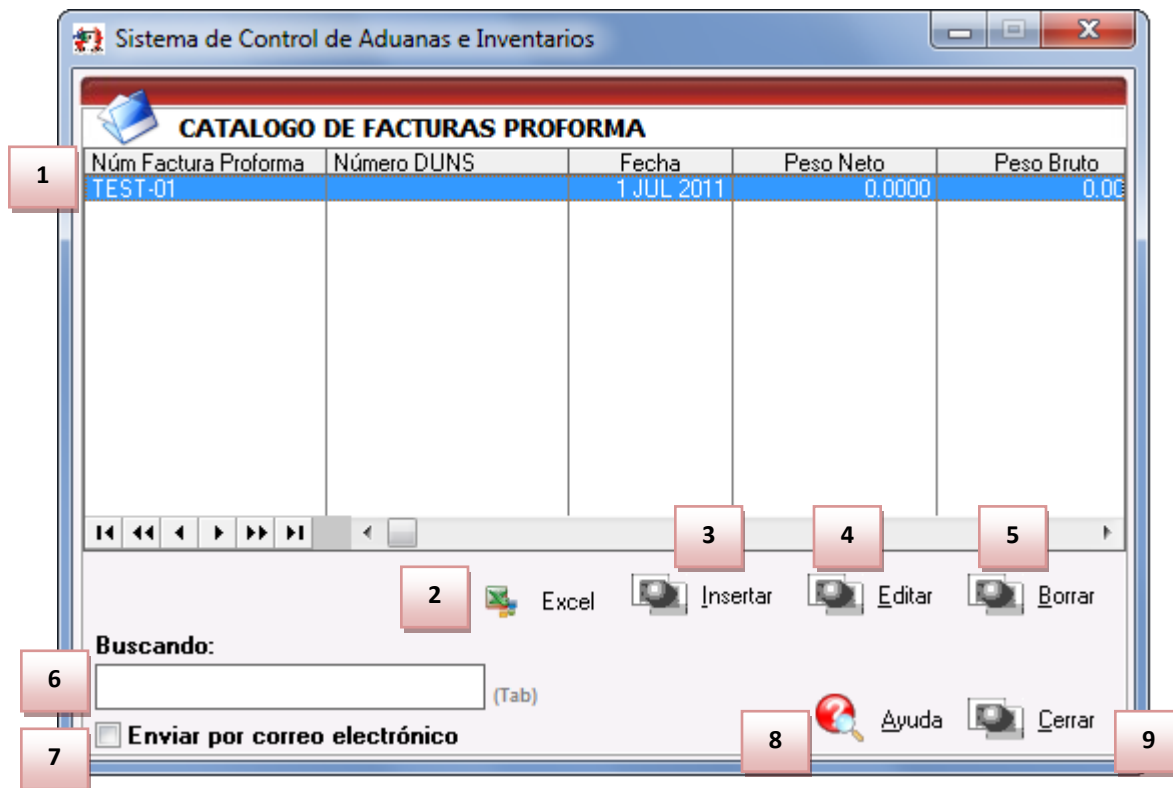 Sistema de Control de Aduanas e Inventarios
CATALOGO DE FACTURAS PROFORMA
1
Núm Factura Proforma Número DUNS Fecha Peso Neto Peso Bruto
TEST-01 1 JUL 2011 0.0000 0.00
3 4 5
2 Excel Insertar Editar Borrar
Buscando:
6
(Tab)
Ayuda Cerrar
Enviar por correo electrónico
7 8 9